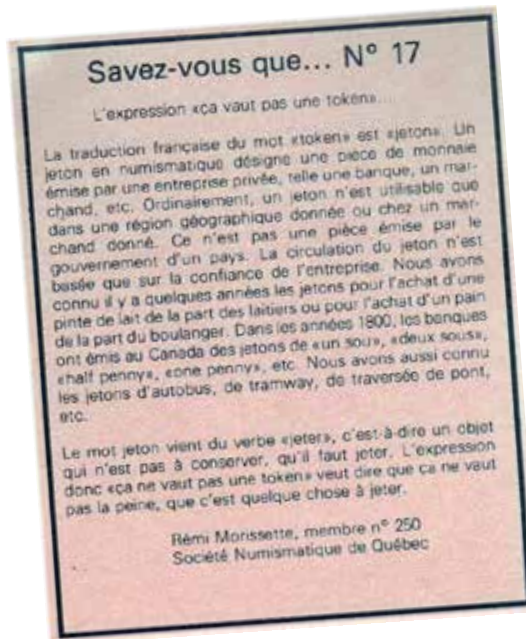 Savez-vous que... N° 17
L'expression «ça vaut pas une token»...
La traduction française du mot «token» est «jeton». Un
jeton en numismatique désigne une pièce de monnaie
émise par une entreprise privée, telle une banque, un mar-
chand, etc. Ordinairement, un jeton n'est utilisable que
dans une région géographique donnée ou chez un mar-
chand donné. Ce n'est pas une pièce émise par le
gouvernement d'un pays. La circulation du jeton n'est
basée que sur la confiance de l'entreprise. Nous avons
connu il y a quelques années les jetons pour l'achat d'une
pinte de lait de la part des laitiers ou pour l'achat d'un pain
de la part du boulanger. Dans les années 1800, les banques
ont émis au Canada des jetons de «un sou», «deux sous»,
«half penny», «one penny», etc. Nous avons aussi connu
les jetons d'autobus, de tramway, de traversée de pont,
etc.
Le mot jeton vient du verbe «jeter», c'est-à-dire un objet
qui n'est pas à conserver, qu'il faut jeter. L'expression
donc «ça ne vaut pas une token» veut dire que ça ne vaut
pas la peine, que c'est quelque chose à jeter.
Rémi Morissette, membre n° 250
Société Numismatique de Québec